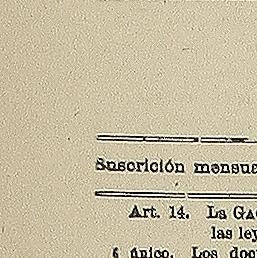 Suscrición mensua
Art. 14. La GA
las ley
é único. Los doc